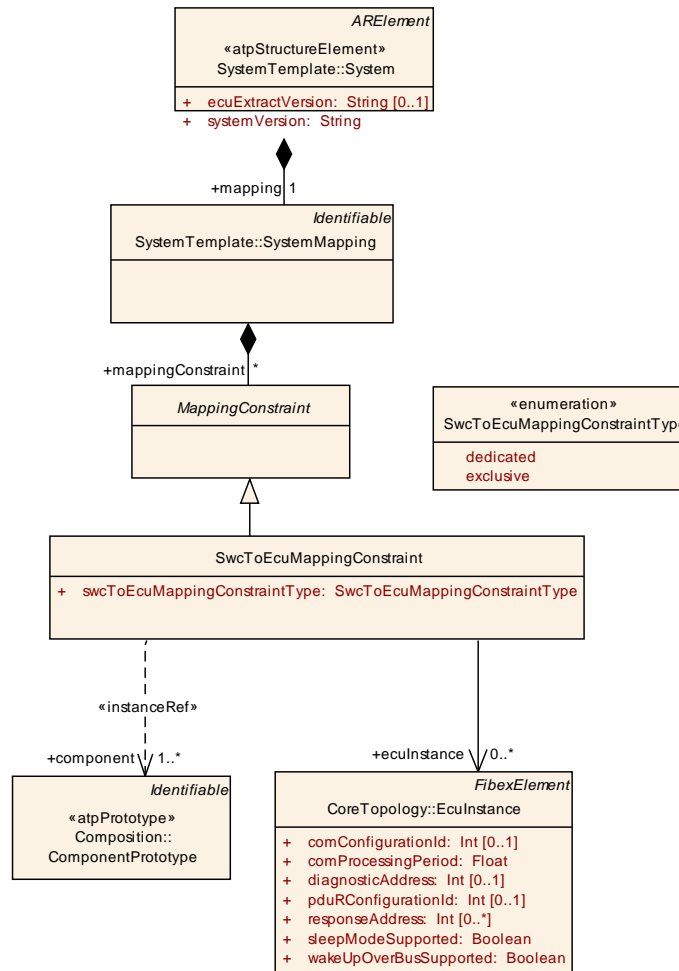 ARElement
«atpStructureElement»
SystemTemplate::System
+ ecuExtractVersion: String [0..1]
+ systemVersion: String
+mapping 1
Identifiable
SystemTemplate::SystemMapping
+mappingConstraint *
MappingConstraint
«enumeration»
SwcToEcuMappingConstraintType
dedicated
exclusive
SwcToEcuMappingConstraint
+ swcToEcuMappingConstraintType: SwcToEcuMappingConstraintType
«instanceRef»
+component 1..*
+ecuInstance 0..*
Identifiable
«atpPrototype»
Composition::
ComponentPrototype
FibexElement
CoreTopology::EcuInstance
+ comConfigurationId: Int [0..1]
+ comProcessingPeriod: Float
+ diagnosticAddress: Int [0..1]
+ pduRConfigurationId: Int [0..1]
+ responseAddress: Int [0..*]
+ sleepModeSupported: Boolean
+ wakeUpOverBusSupported: Boolean